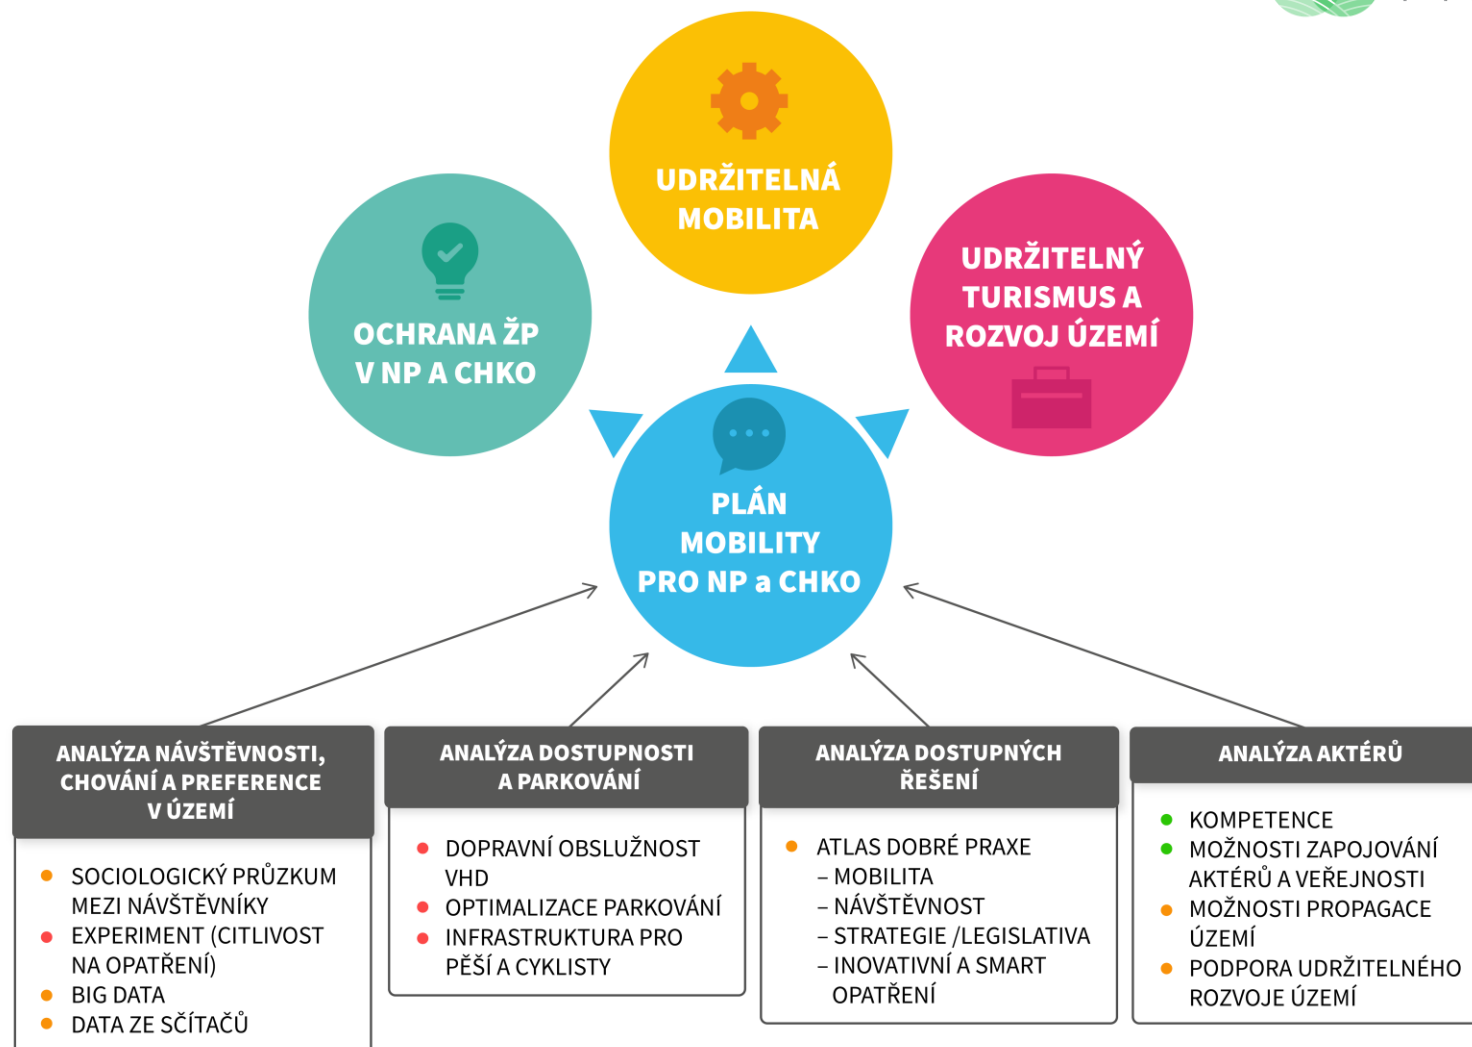 UDRŽITELNÁ
MOBILITA
OCHRANA ŽP
V NP A CHKO
UDRŽITELNÝ
TURISMUS A
ROZVOJ ÚZEMÍ
PLÁN
MOBILITY
PRO NP a CHKO
ANALÝZA NÁVŠTĚVNOSTI,
CHOVÁNÍ A PREFERENCE
V ÚZEMÍ
SOCIOLOGICKÝ PRŮZKUM
MEZI NÁVŠTĚVNÍKY
EXPERIMENT (CITLIVOST
NA OPATŘENÍ)
BIG DATA
DATA ZE SČÍTAČŮ
ANALÝZA DOSTUPNOSTI
A PARKOVÁNÍ
DOPRAVNÍ OBSLUŽNOST
VHD
OPTIMALIZACE PARKOVÁNÍ
INFRASTRUKTURA PRO
PĚŠÍ A CYKLISTY
ANALÝZA DOSTUPNÝCH
ŘEŠENÍ
ATLAS DOBRÉ PRAXE
– MOBILITA
– NÁVŠTĚVNOST
– STRATEGIE /LEGISLATIVA
– INOVATIVNÍ A SMART
OPATŘENÍ
ANALÝZA AKTÉRŮ
KOMPETENCE
MOŽNOSTI ZAPOJOVÁNÍ
AKTÉRŮ A VEŘEJNOSTI
MOŽNOSTI PROPAGACE
ÚZEMÍ
PODPORA UDRŽITELNÉHO
ROZVOJE ÚZEMÍ